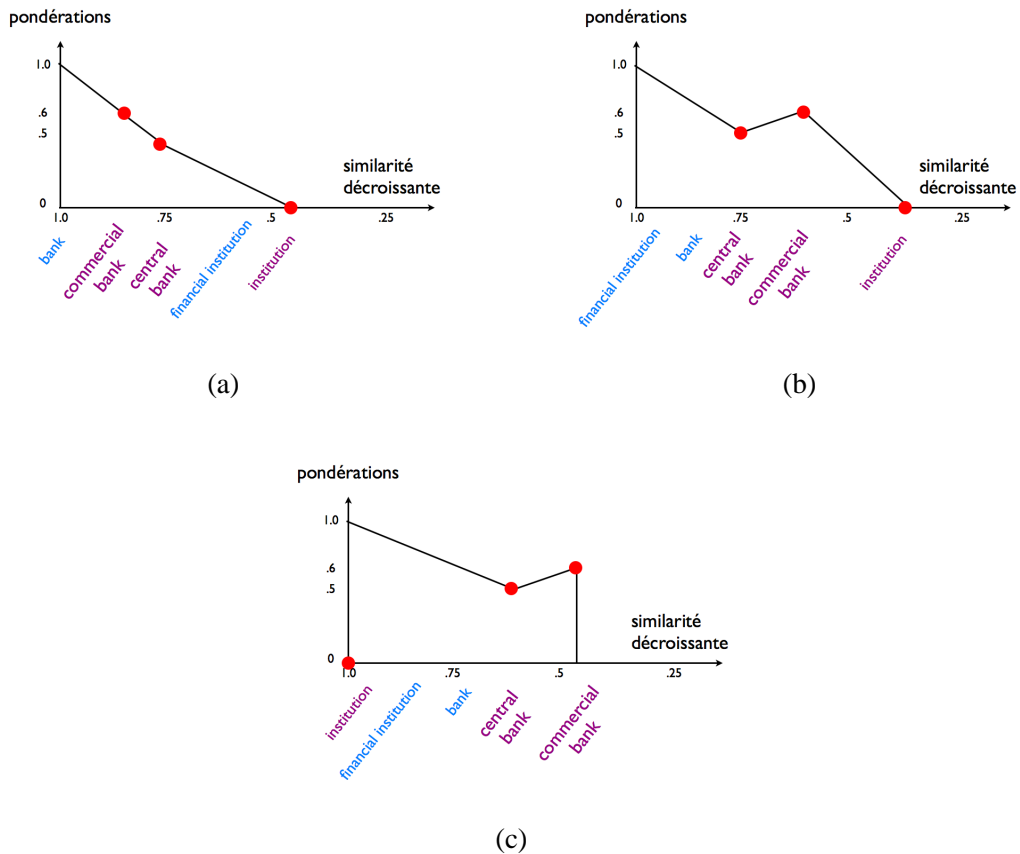 pondérations
1.0
.6
.5
0
similarité
décroissante
1.0
.75
.5
.25
bank
commercial
bank
central
bank
financial institution
institution
(a)
pondérations
1.0
.6
.5
0
similarité
décroissante
1.0
.75
.5
.25
financial institution
bank
central
bank
commercial
bank
institution
(b)
pondérations
1.0
.6
.5
0
similarité
décroissante
1.0
.75
.5
.25
institution
financial institution
bank
central
bank
commercial
bank
(c)